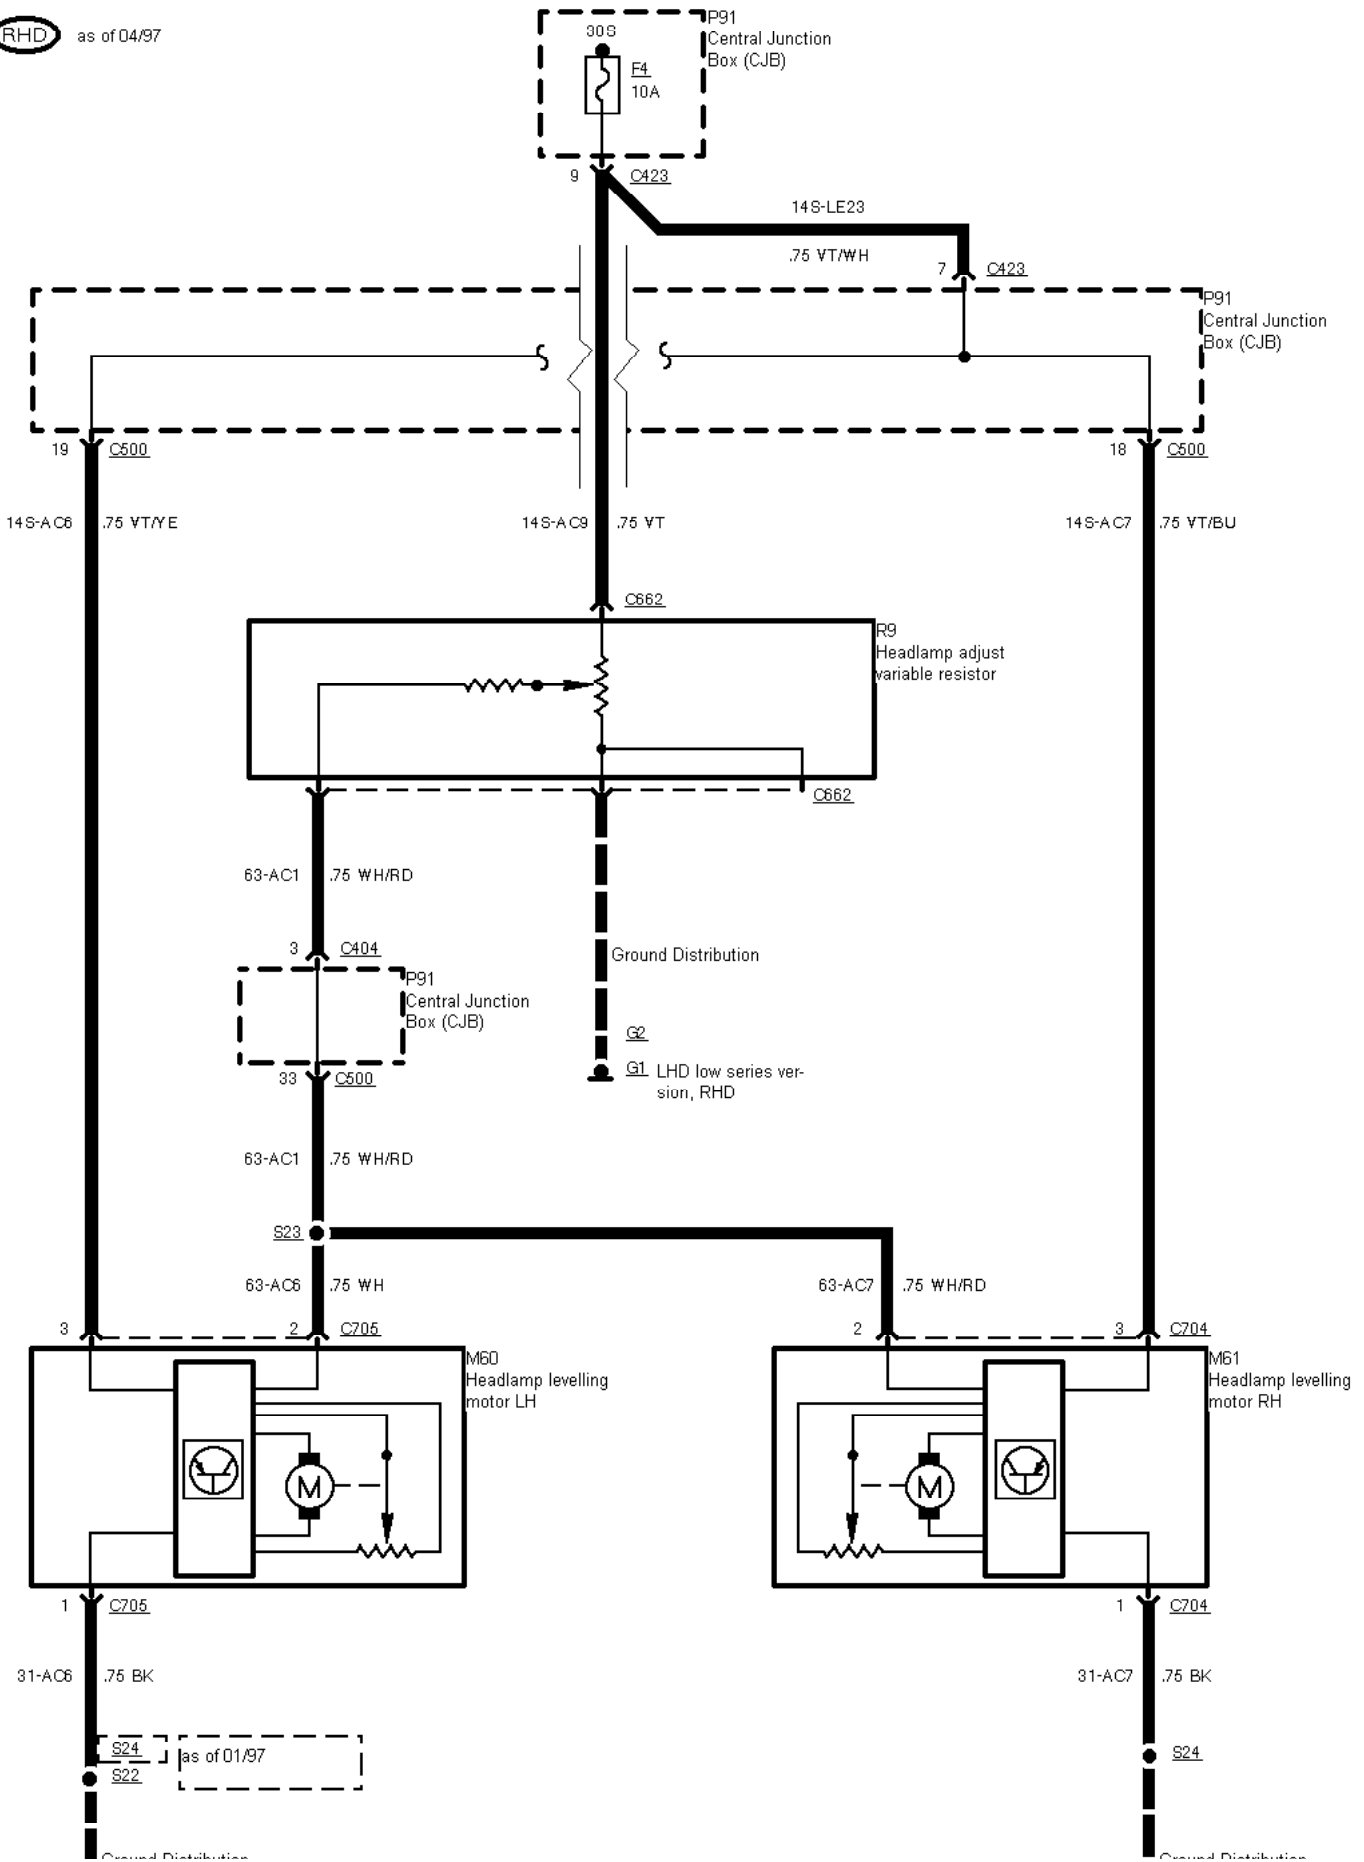 RHD as of 04/97
P91
Central Junction
Box (CJB)
30S
F4
10A
9 C423
14S-LE23
.75 VT/WH
7 C423
P91
Central Junction
Box (CJB)
19 C500
18 C500
14S-AC6 .75 VT/YE
14S-AC9 .75 VT
14S-AC7 .75 VT/BU
C662
R9
Headlamp adjust
variable resistor
C662
63-AC1 .75 WH/RD
3 C404
Ground Distribution
P91
Central Junction
Box (CJB)
G2
G1 LHD low series ver-
sion, RHD
33 C500
63-AC1 .75 WH/RD
S23
63-AC6 .75 WH
63-AC7 .75 WH/RD
3 2 C705
2 3 C704
M60
Headlamp levelling
motor LH
M61
Headlamp levelling
motor RH
M
M
1 C705
1 C704
31-AC6 .75 BK
31-AC7 .75 BK
S24
as of 01/97
S22
S24
Ground Distribution
Ground Distribution